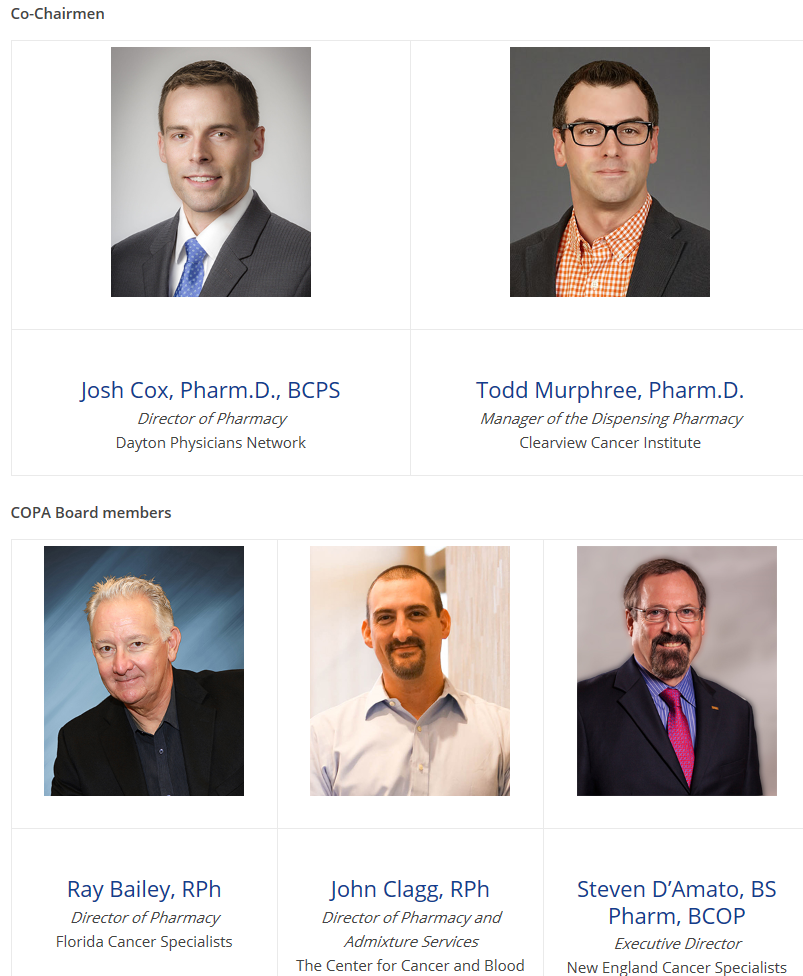 Co-Chairmen
Josh Cox, Pharm.D., BCPS
Director of Pharmacy
Dayton Physicians Network
Todd Murphree, Pharm.D.
Manager of the Dispensing Pharmacy
Clearview Cancer Institute
COPA Board members
Ray Bailey, RPh
Director of Pharmacy
Florida Cancer Specialists
John Clagg, RPh
Director of Pharmacy and
Admixture Services
The Center for Cancer and Blood
Steven D’Amato, BS
Pharm, BCOP
Executive Director
New England Cancer Specialists